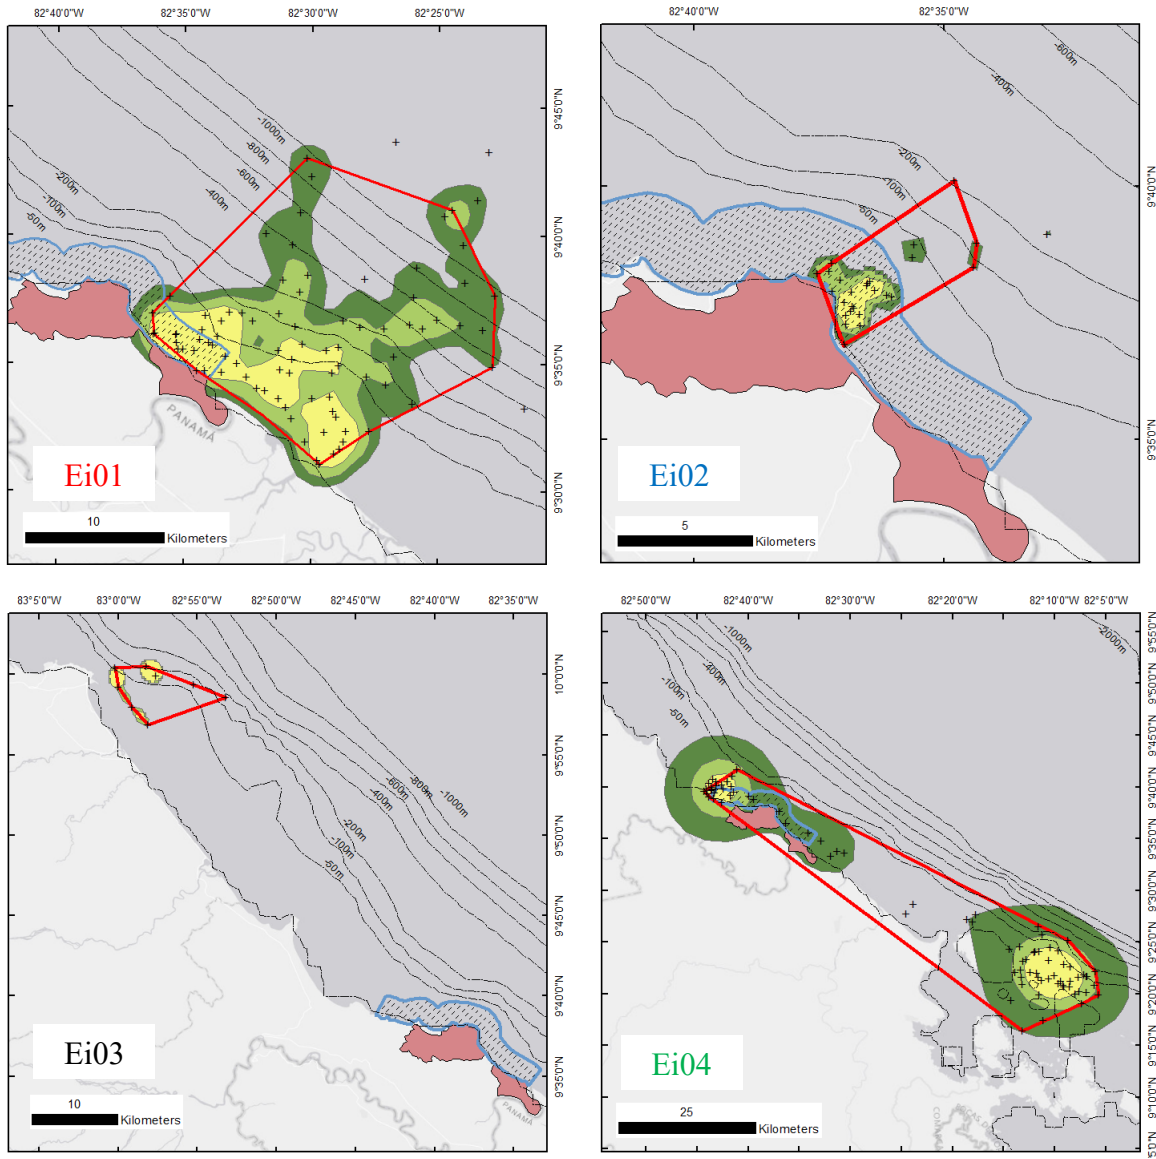 82°40'0"W 82°35'0"W 82°30'0"W 82°25'0"W
9°45'0"N
9°40'0"N
9°35'0"N
9°30'0"N
-1000m
-800m
-600m
-400m
-200m
-100m
-50m
PANAMÁ
Ei01
10
Kilometers
82°40'0"W 82°35'0"W
9°40'0"N
9°35'0"N
-600m
-400m
-200m
-100m
-50m
Ei02
5
Kilometers
83°5'0"W 83°0'0"W 82°55'0"W 82°50'0"W 82°45'0"W 82°40'0"W 82°35'0"W
10°0'0"N
9°55'0"N
9°50'0"N
9°45'0"N
9°40'0"N
9°35'0"N
-1000m
-800m
-600m
-400m
-200m
-100m
-50m
PANAMÁ
Ei03
10
Kilometers
82°50'0"W 82°40'0"W 82°30'0"W 82°20'0"W 82°10'0"W 82°5'0"W
9°55'0"N
9°50'0"N
9°45'0"N
9°40'0"N
9°35'0"N
9°30'0"N
9°25'0"N
9°20'0"N
9°15'0"N
9°10'0"N
-2000m
-1000m
-200m
-100m
-50m
Ei04
25
Kilometers